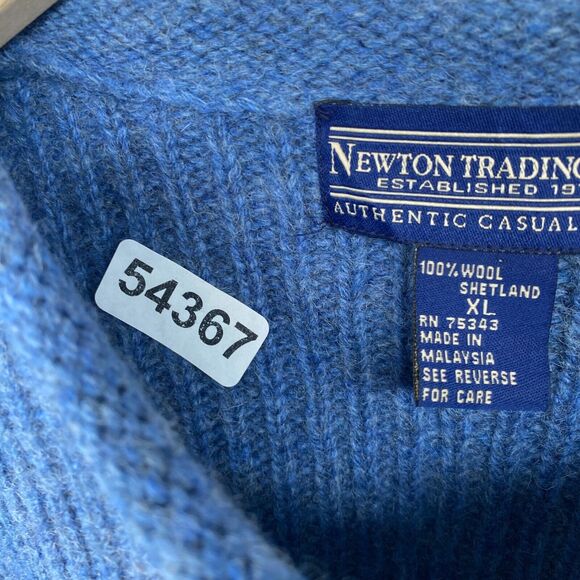 NEWTON TRADING
ESTABLISHED 19
AUTHENTIC CASUAL
100% WOOL
SHETLAND
XL
RN 75343
MADE IN
MALAYSIA
SEE REVERSE
FOR CARE
54367